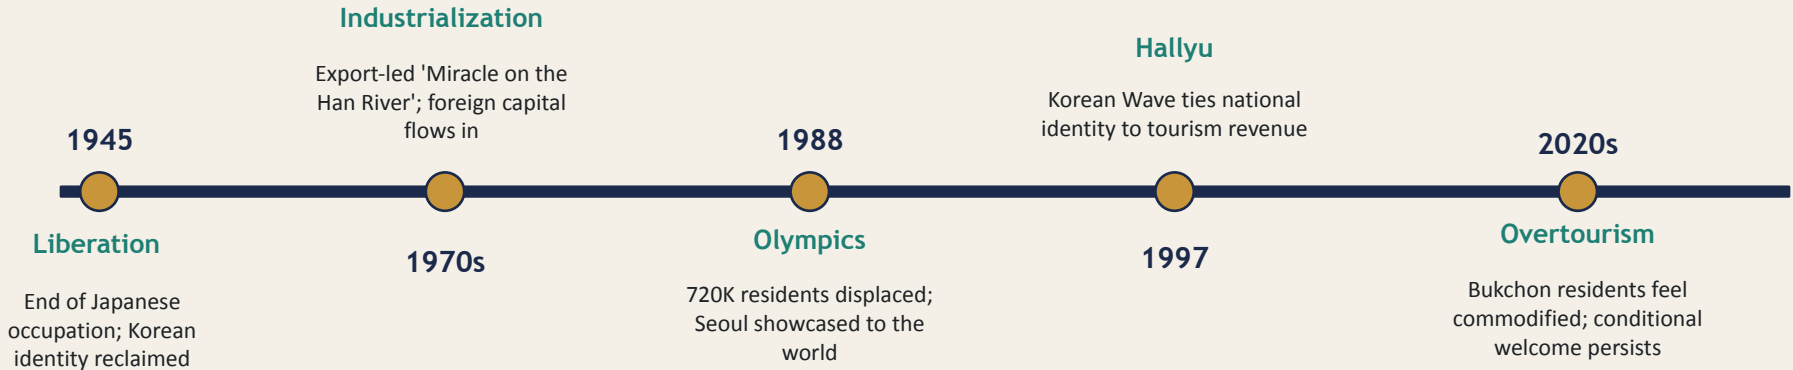 1945
Liberation
End of Japanese
occupation; Korean
identity reclaimed
Industrialization
Export-led 'Miracle on the
Han River'; foreign capital
flows in
1970s
1988
Olympics
720K residents displaced;
Seoul showcased to the
world
Hallyu
Korean Wave ties national
identity to tourism revenue
1997
2020s
Overtourism
Bukchon residents feel
commodified; conditional
welcome persists